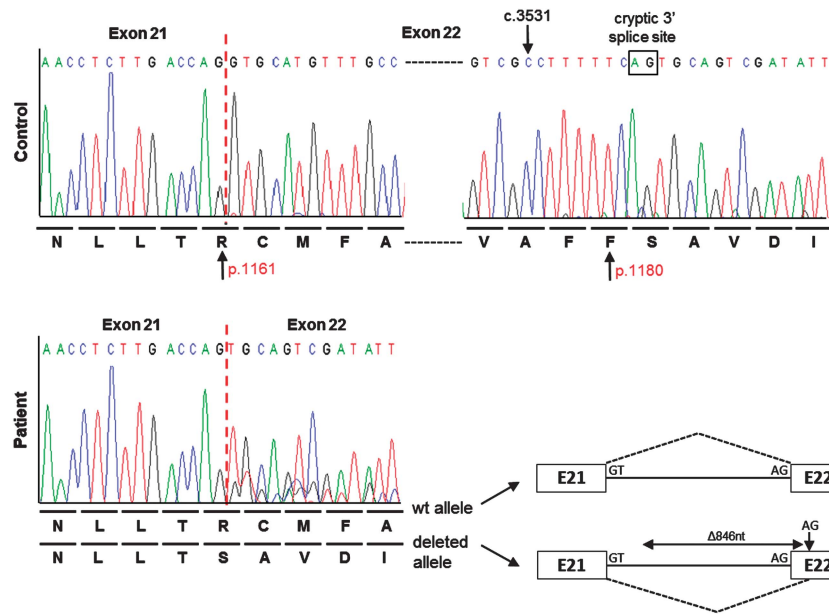 Exon 21 Exon 22 c.3531 cryptic 3' splice site
AACCTCTTGACCAGGTGCATGTTTGCC GTCGCCTTTTTCAGTGCAGTCGATATT
Control
N L L T R C M F A V A F F S A V D I
p.1161 p.1180
Exon 21 Exon 22
AACCTCTTGACCAGTGCAGTCGATATT
Patient
N L L T R C M F A wt allele
N L L T S A V D I deleted allele
E21 GT AG E22
Δ846nt AG
E21 GT AG E22